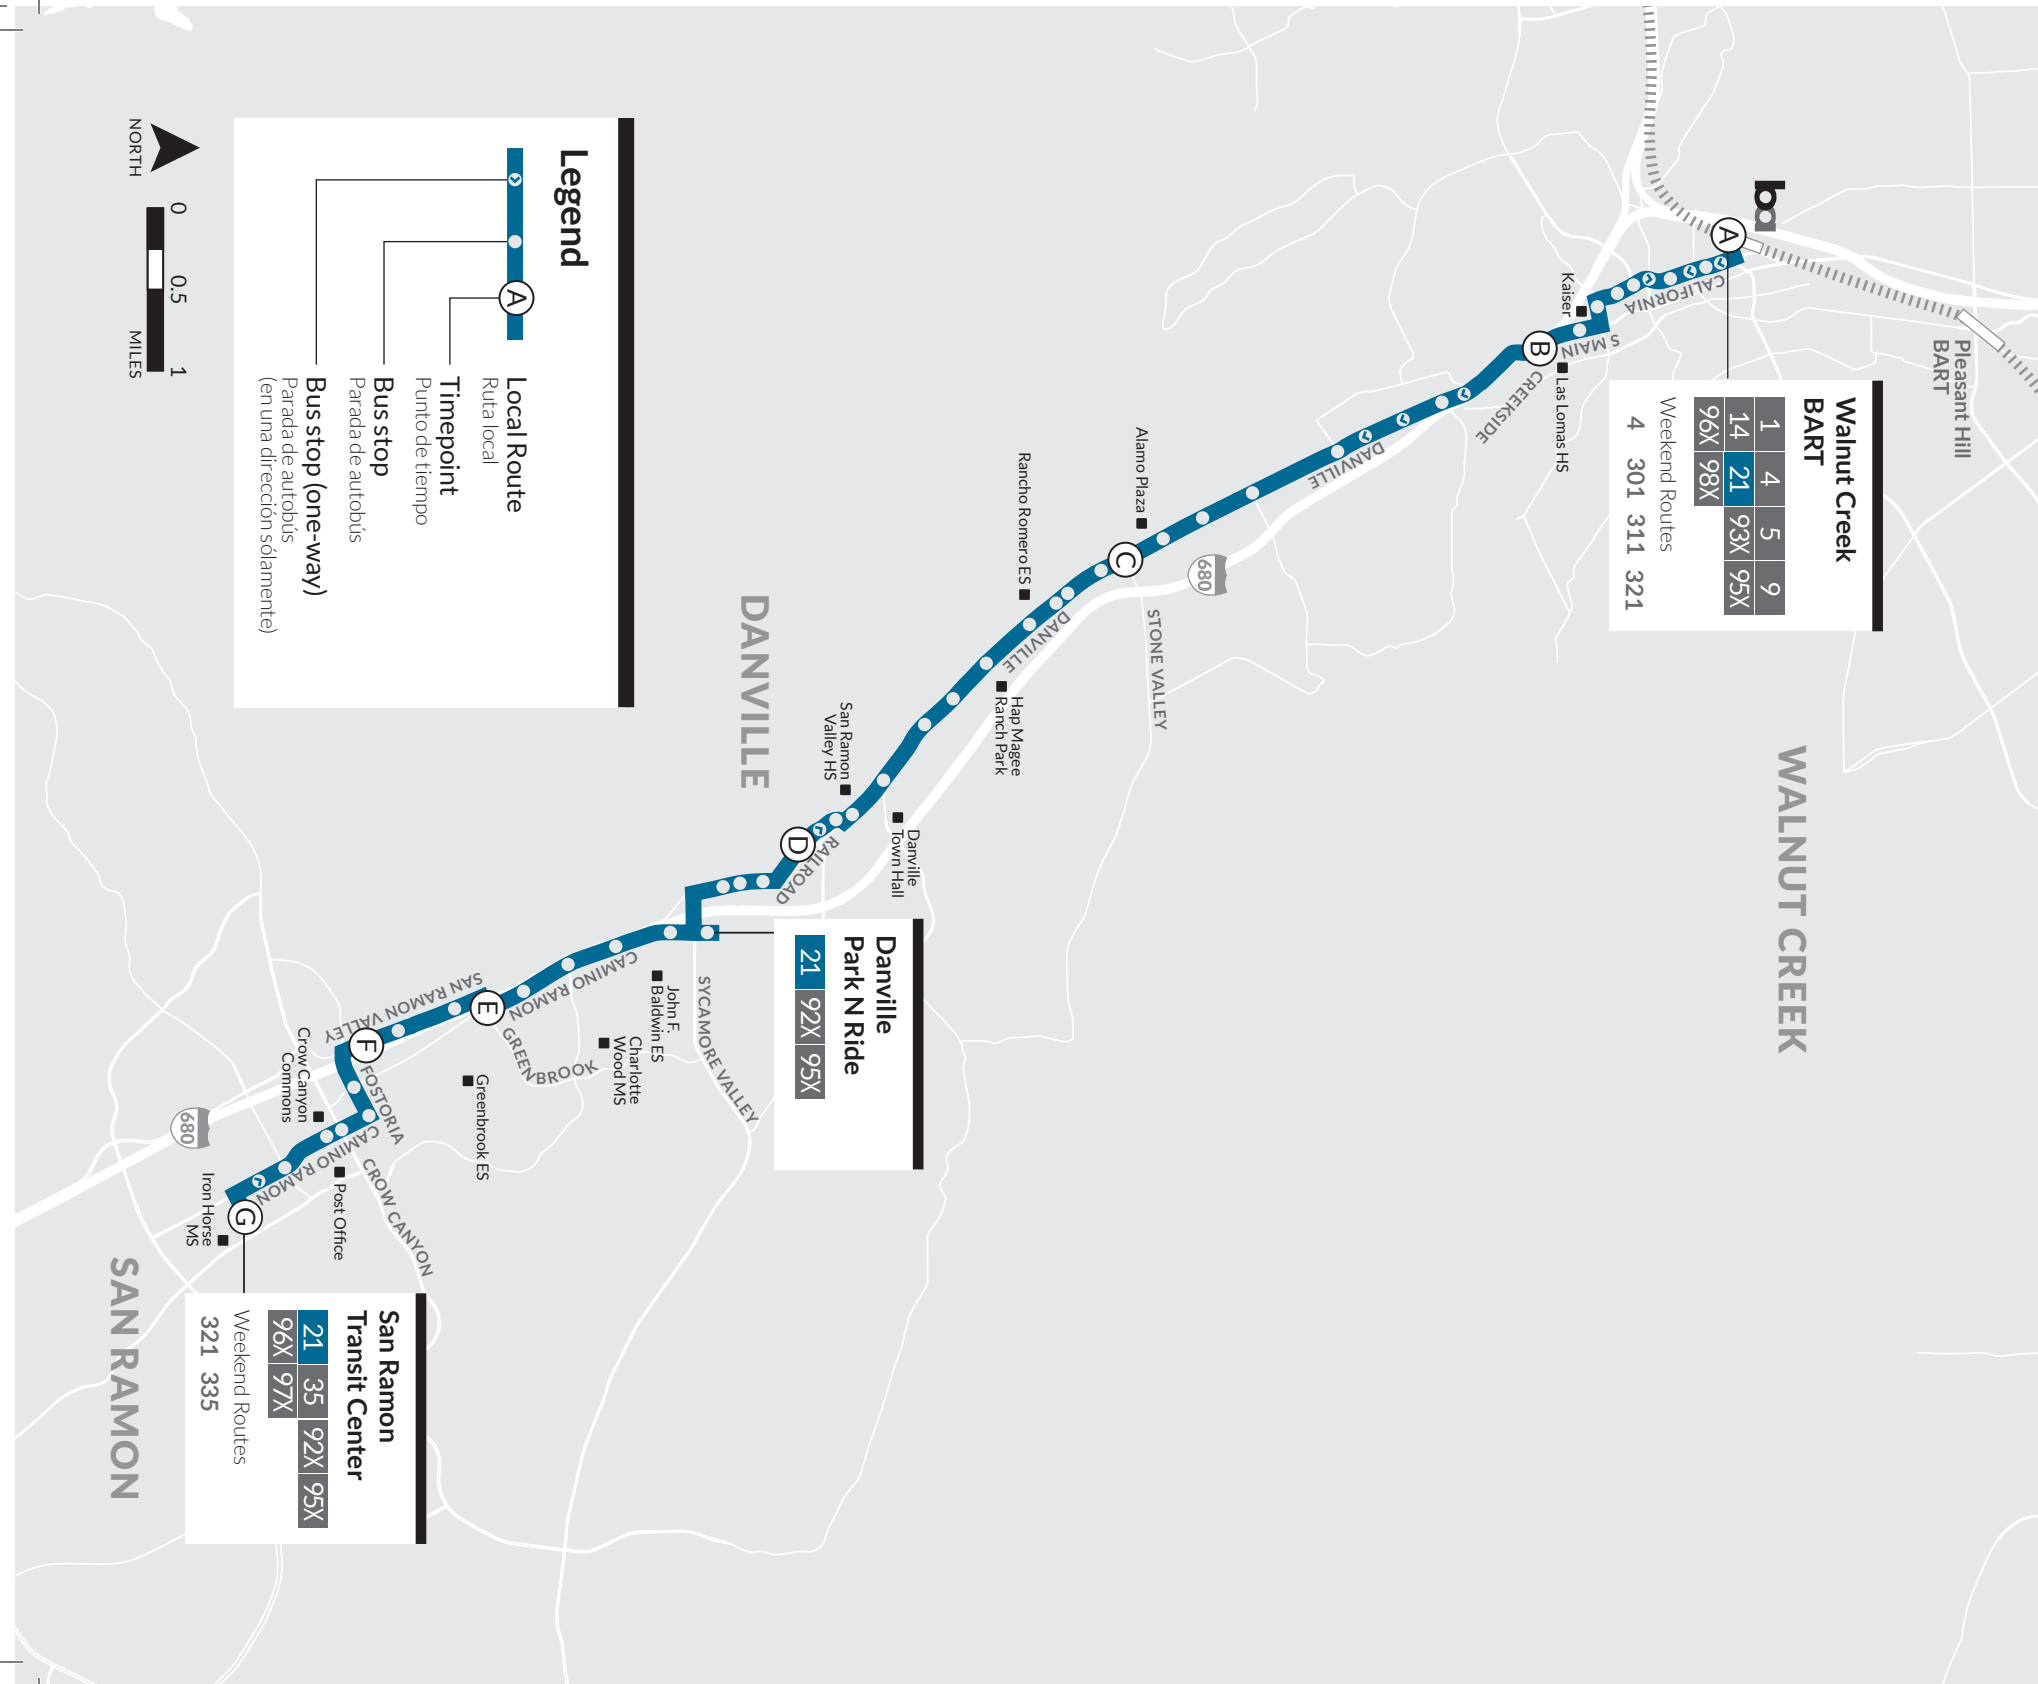 ba
Pleasant Hill
BART
Walnut Creek
BART
1 4 5 9
14 21 93X 95X
96X 98X
Weekend Routes
4 301 311 321
WALNUT CREEK
A
CALIFORNIA
Kaiser
S MAIN
B
Las Lomas HS
CREEKSIDE
DANVILLE
680
Alamo Plaza
C
STONE VALLEY
Rancho Romero ES
DANVILLE
Hap Magee
Ranch Park
DANVILLE
San Ramon
Valley HS
Danville
Town Hall
D
RAILROAD
Danville
Park N Ride
21 92X 95X
SYCAMORE VALLEY
John F.
Baldwin ES
CAMINO RAMON
Charlotte
Wood MS
E
GREENBROOK
Greenbrook ES
SAN RAMON VALLEY
F
FOSTORIA
Crow Canyon
Commons
CAMINO RAMON
CROW CANYON
Post Office
680
Iron Horse
MS
G
San Ramon
Transit Center
21 35 92X 95X
96X 97X
Weekend Routes
321 335
SAN RAMON
Legend
A
Local Route
Ruta local
Timepoint
Punto de tiempo
Bus stop
Parada de autobús
Bus stop (one-way)
Parada de autobús
(en una dirección sólamente)
NORTH
0 0.5 1
MILES